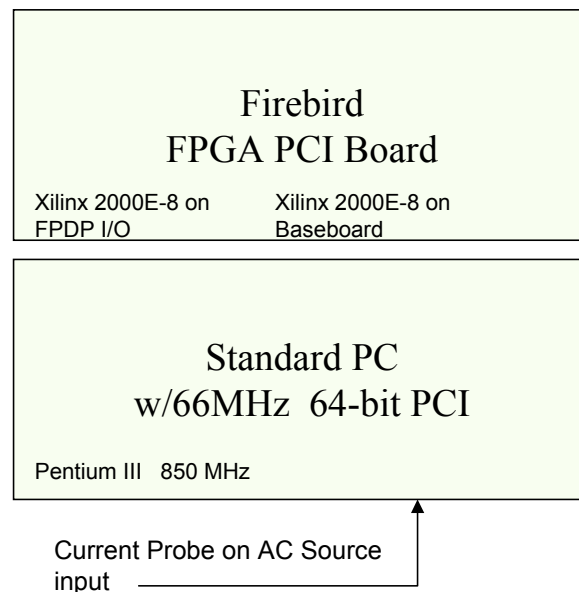 Firebird
FPGA PCI Board
Xilinx 2000E-8 on
FPDP I/O
Xilinx 2000E-8 on
Baseboard
Standard PC
w/66MHz 64-bit PCI
Pentium III 850 MHz
Current Probe on AC Source
input